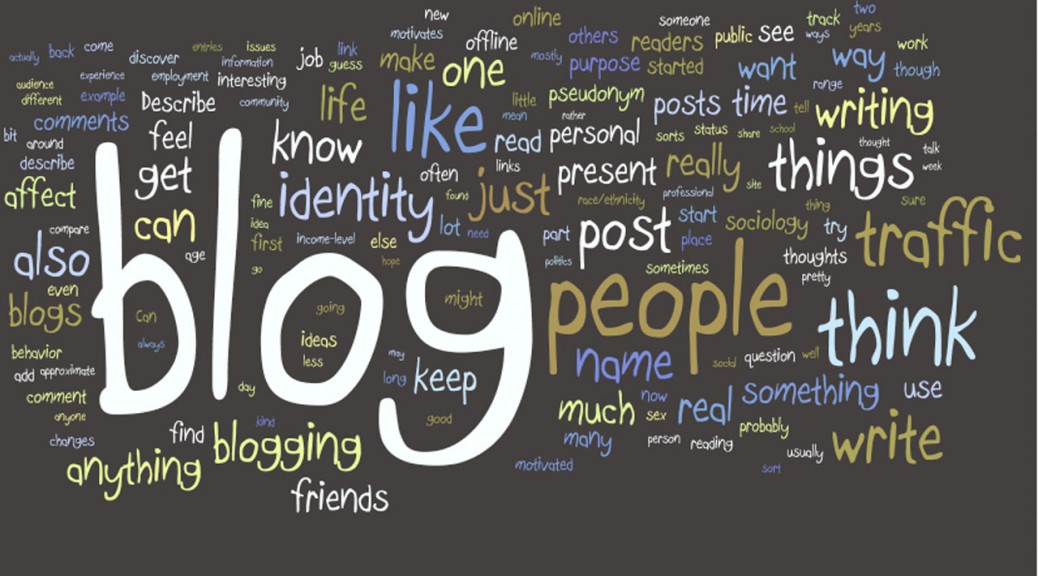 new
online
someone
track
two
actually
back
come
entries
issues
motivates
offline
others
readers
public
see
ways
years
discover
information
job
link
guess
make
one
mostly
purpose
started
want
way
work
though
audience
experience
employment
interesting
different
example
Describe
community
life
like
little
pseudonym
posts
time
tell
range
writing
comments
mean
rather
bit
around
feel
know
read
personal
sorts
status
share
school
thought
talk
describe
get
often
links
present
really
things
week
affect
fine
identity
found
just
race/ethnicity
professional
site
sure
can
idea
lot
need
post
start
place
sociology
thing
try
traffic
compare
first
income-level
else
part
also
age
go
hope
politics
sometimes
thoughts
pretty
even
blog
people
think
blogs
Can
going
might
always
ideas
behavior
less
may
name
social
question
well
add
approximate
long
keep
something
use
comment
day
now
anyone
kind
good
much
sex
real
probably
changes
find
blogging
many
person
reading
usually
write
anything
motivated
sort
friends